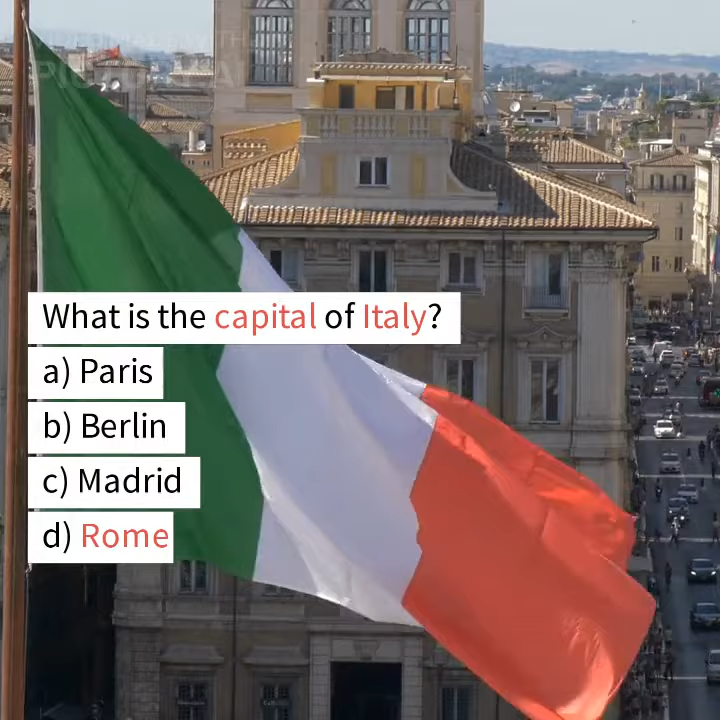 What is the capital of Italy?
a) Paris
b) Berlin
c) Madrid
d) Rome